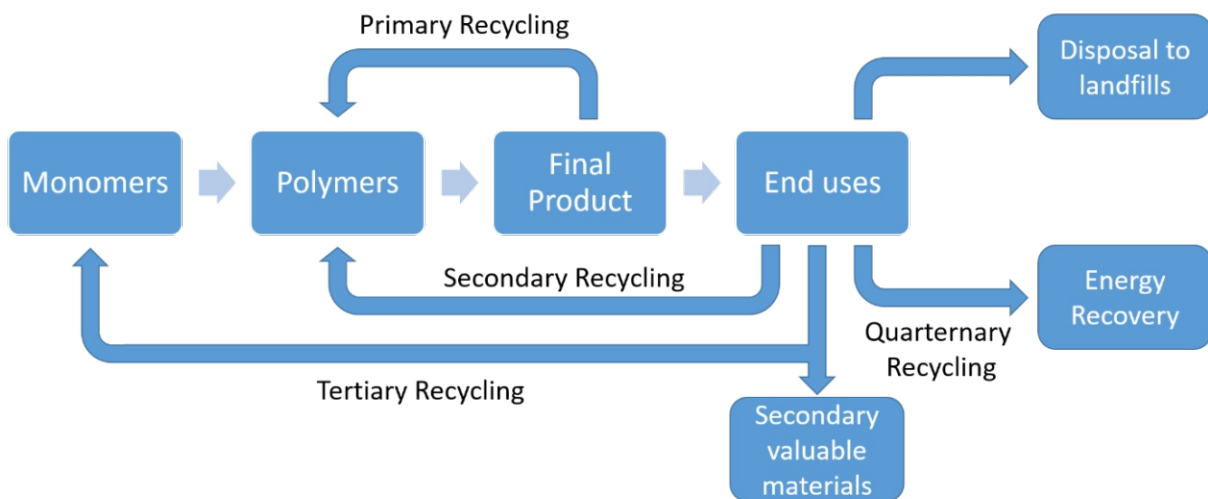 Primary Recycling
Disposal to
landfills
Monomers
Polymers
Final
Product
End uses
Secondary Recycling
Energy
Recovery
Quarternary
Recycling
Tertiary Recycling
Secondary
valuable
materials